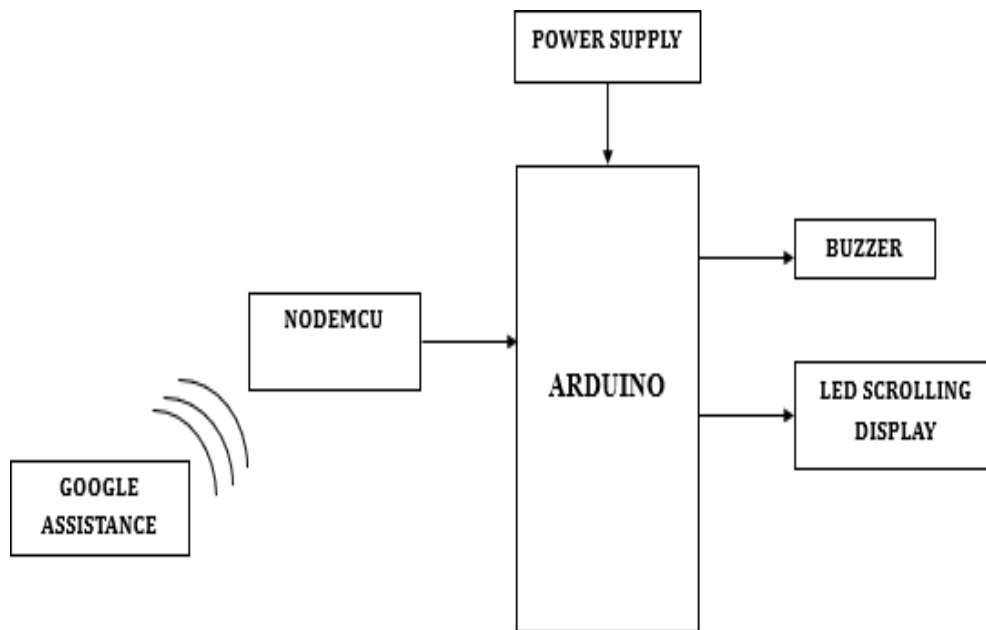 POWER SUPPLY
BUZZER
NODEMCU
ARDUINO
LED SCROLLING
DISPLAY
GOOGLE
ASSISTANCE